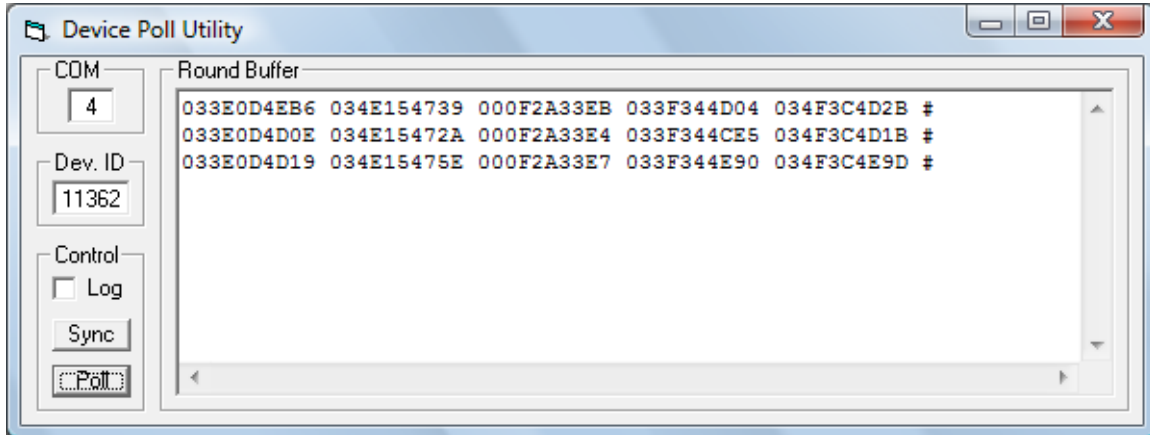 Device Poll Utility
COM
4
Dev. ID
11362
Control
Log
Sync
Poll
Round Buffer
033E0D4EB6 034E154739 000F2A33EB 033F344D04 034F3C4D2B #
033E0D4D0E 034E15472A 000F2A33E4 033F344CE5 034F3C4D1B #
033E0D4D19 034E15475E 000F2A33E7 033F344E90 034F3C4E9D #